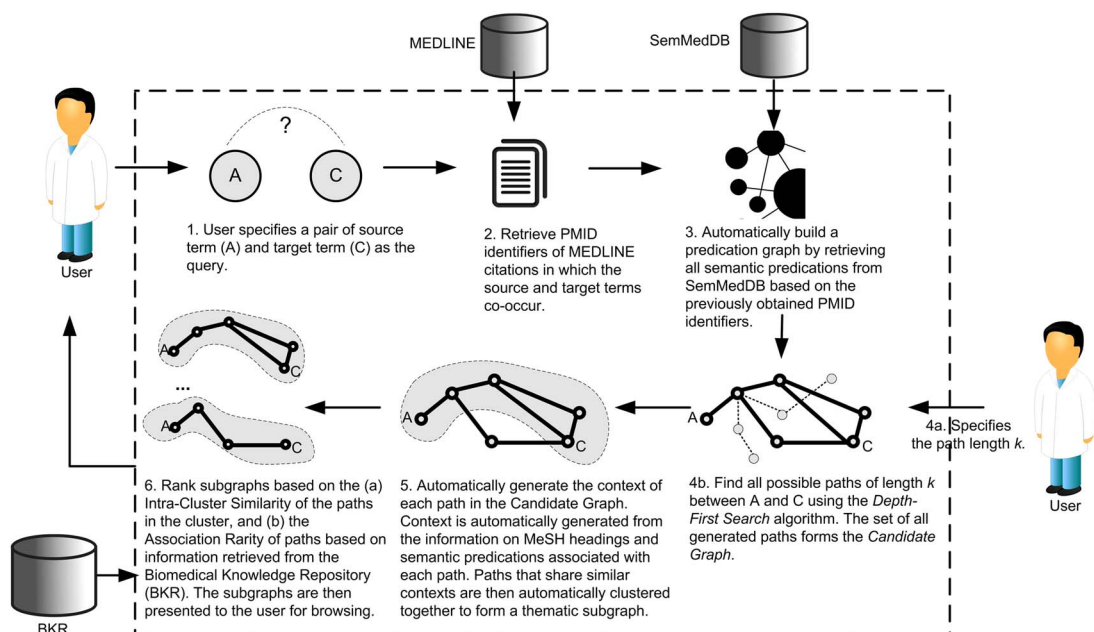 MEDLINE
SemMedDB
?
A
C
User
1. User specifies a pair of source
term (A) and target term (C) as the
query.
2. Retrieve PMID
identifiers of MEDLINE
citations in which the
source and target terms
co-occur.
3. Automatically build a
predication graph by retrieving
all semantic predications from
SemMedDB based on the
previously obtained PMID
identifiers.
A
C
...
A
C
A
C
A
C
4a. Specifies
the path length k.
User
6. Rank subgraphs based on the (a)
Intra-Cluster Similarity of the paths
in the cluster, and (b) the
Association Rarity of paths based on
information retrieved from the
Biomedical Knowledge Repository
(BKR). The subgraphs are then
presented to the user for browsing.
5. Automatically generate the context of
each path in the Candidate Graph.
Context is automatically generated from
the information on MeSH headings and
semantic predications associated with
each path. Paths that share similar
contexts are then automatically clustered
together to form a thematic subgraph.
4b. Find all possible paths of length k
between A and C using the Depth-
First Search algorithm. The set of all
generated paths forms the Candidate
Graph.
BKR